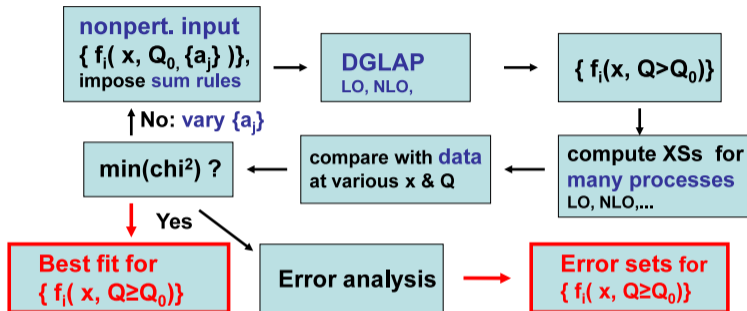 nonpert. input
{ fᵢ( x, Q₀, {aⱼ} )},
impose sum rules
DGLAP
LO, NLO,
{ fᵢ(x, Q>Q₀)}
No: vary {aⱼ}
min(chi²) ?
compare with data
at various x & Q
compute XSs for
many processes
LO, NLO,...
Yes
Best fit for
{ fᵢ( x, Q≥Q₀)}
Error analysis
Error sets for
{ fᵢ( x, Q≥Q₀)}